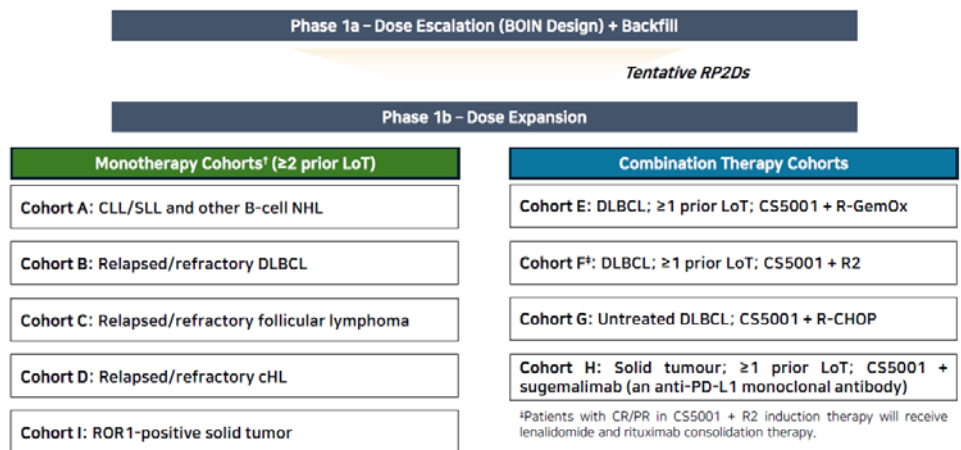 Phase 1a – Dose Escalation (BOIN Design) + Backfill
Tentative RP2Ds
Phase 1b – Dose Expansion
Monotherapy Cohorts† (≥2 prior LoT)
Cohort A: CLL/SLL and other B-cell NHL
Cohort B: Relapsed/refractory DLBCL
Cohort C: Relapsed/refractory follicular lymphoma
Cohort D: Relapsed/refractory cHL
Cohort I: ROR1-positive solid tumor
Combination Therapy Cohorts
Cohort E: DLBCL; ≥1 prior LoT; CS5001 + R-GemOx
Cohort F‡: DLBCL; ≥1 prior LoT; CS5001 + R2
Cohort G: Untreated DLBCL; CS5001 + R-CHOP
Cohort H: Solid tumour; ≥1 prior LoT; CS5001 +
sugemalimab (an anti-PD-L1 monoclonal antibody)
‡Patients with CR/PR in CS5001 + R2 induction therapy will receive
lenalidomide and rituximab consolidation therapy.